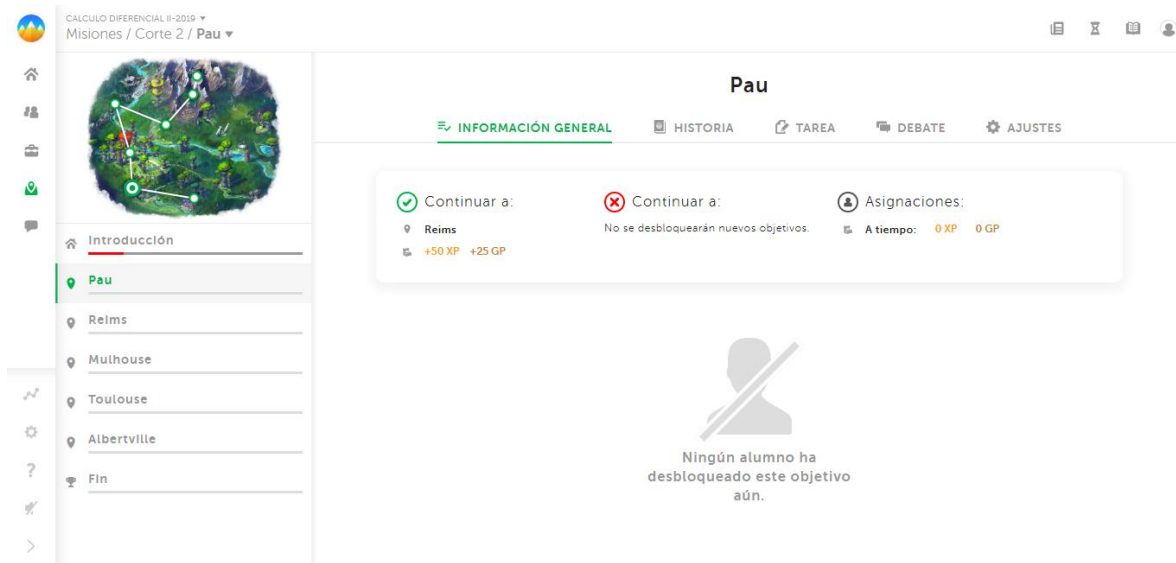 CALCULO DIFERENCIAL II-2019 ▼
Misiones / Corte 2 / Pau ▼
Introducción
Pau
Reims
Mulhouse
Toulouse
Albertville
Fin
?
Pau
INFORMACIÓN GENERAL HISTORIA TAREA DEBATE AJUSTES
Continuar a:
Reims
+50 XP +25 GP
Continuar a:
No se desbloquearán nuevos objetivos.
Asignaciones:
A tiempo: 0 XP 0 GP
Ningún alumno ha
desbloqueado este objetivo
aún.